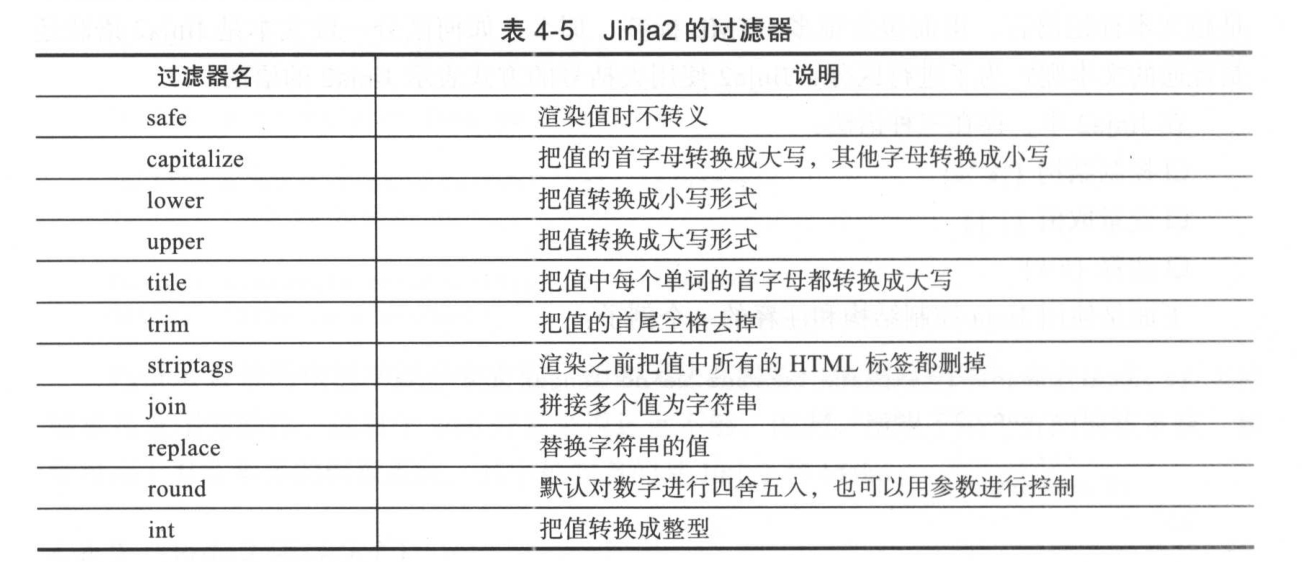 表 4-5 Jinja2 的过滤器
过滤器名 说明
safe 渲染值时不转义
capitalize 把值的首字母转换成大写，其他字母转换成小写
lower 把值转换成小写形式
upper 把值转换成大写形式
title 把值中每个单词的首字母都转换成大写
trim 把值的首尾空格去掉
striptags 渲染之前把值中所有的 HTML 标签都删掉
join 拼接多个值为字符串
replace 替换字符串的值
round 默认对数字进行四舍五入，也可以用参数进行控制
int 把值转换成整型